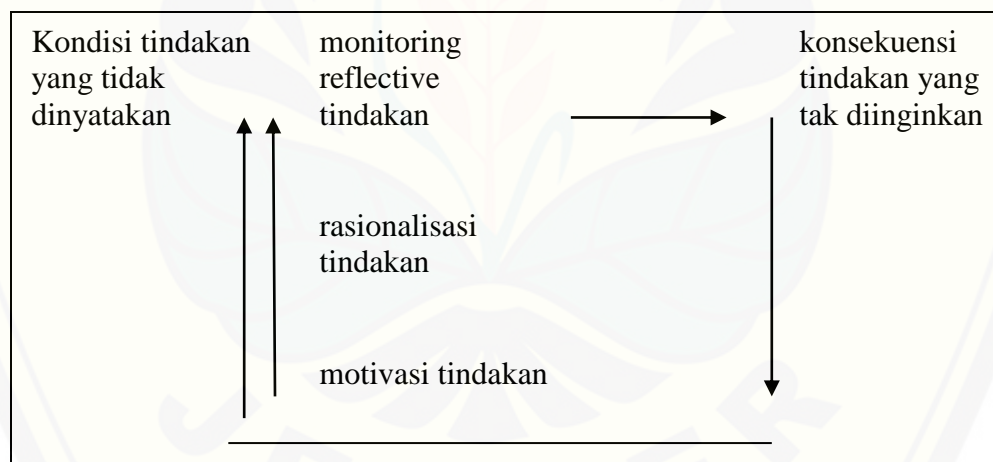 Kondisi tindakan
yang tidak
dinyatakan
monitoring
reflective
tindakan
konsekuensi
tindakan yang
tak diinginkan
rasionalisasi
tindakan
motivasi tindakan